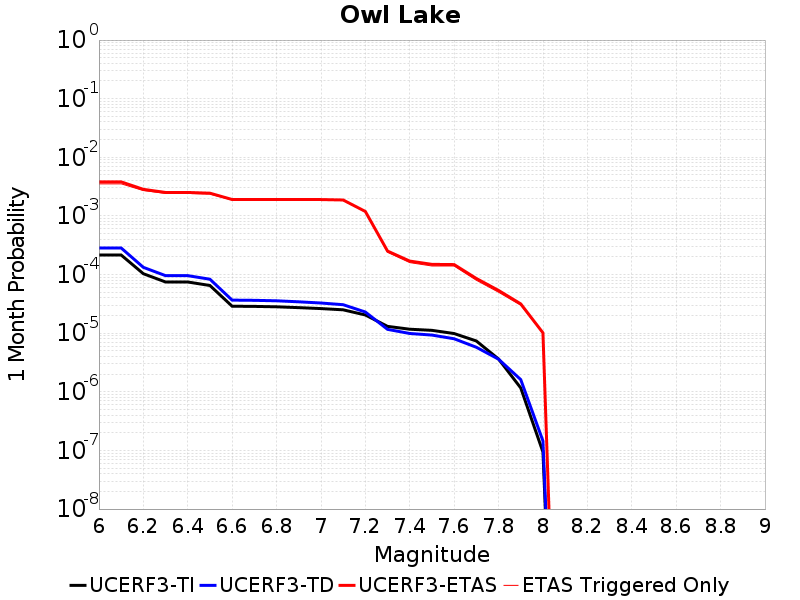 Owl Lake
1 Month Probability
10^0
10^-1
10^-2
10^-3
10^-4
10^-5
10^-6
10^-7
10^-8
6 6.2 6.4 6.6 6.8 7 7.2 7.4 7.6 7.8 8 8.2 8.4 8.6 8.8 9
Magnitude
UCERF3-TI UCERF3-TD UCERF3-ETAS ETAS Triggered Only